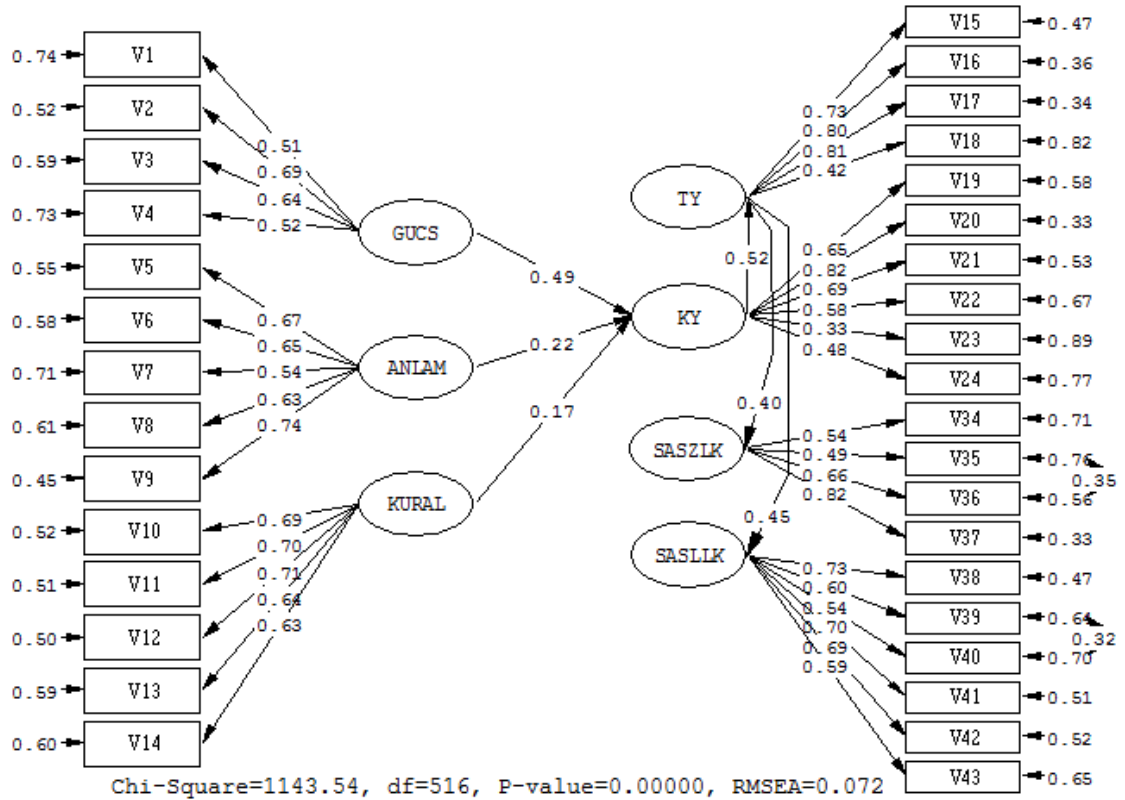 0.74 V1
0.52 V2
0.59 V3
0.73 V4
0.55 V5
0.58 V6
0.71 V7
0.61 V8
0.45 V9
0.52 V10
0.51 V11
0.50 V12
0.59 V13
0.60 V14
0.51
0.69
0.64
0.52
GUCS
0.67
0.65
0.54
0.63
0.74
ANLAM
0.69
0.70
0.71
0.64
0.63
KURAL
0.49
0.22
0.17
TY
0.52
KY
0.40
SASZLK
0.45
SASLLK
0.73
0.80
0.81
0.42
0.65
0.82
0.69
0.58
0.33
0.48
0.54
0.49
0.66
0.82
0.73
0.60
0.54
0.70
0.69
0.59
V15 0.47
V16 0.36
V17 0.34
V18 0.82
V19 0.58
V20 0.33
V21 0.53
V22 0.67
V23 0.89
V24 0.77
V34 0.71
V35 0.76
0.35
V36 0.56
V37 0.33
V38 0.47
V39 0.64
0.32
V40 0.70
V41 0.51
V42 0.52
V43 0.65
Chi-Square=1143.54, df=516, P-value=0.00000, RMSEA=0.072